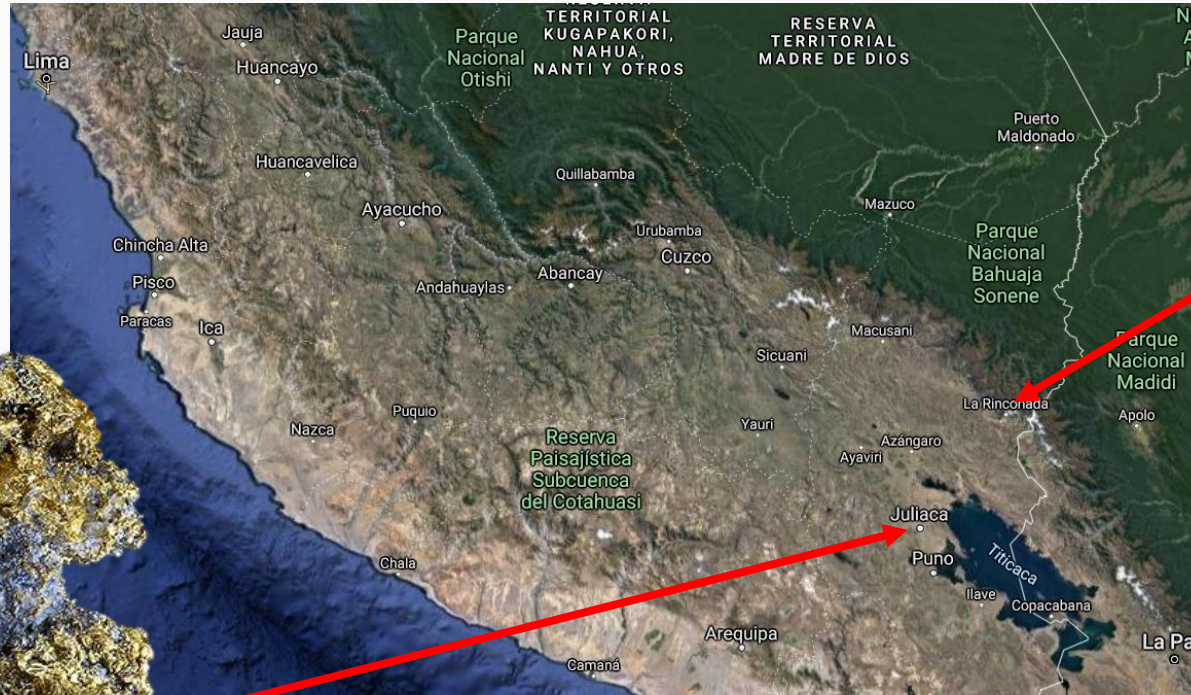 TERRITORIAL
KUGAPAKORI,
NAHUA,
NANTI Y OTROS
RESERVA
TERRITORIAL
MADRE DE DIOS
Jauja
Lima
Huancayo
Parque
Nacional
Otishi
Puerto
Maldonado
Huancavelica
Quillabamba
Ayacucho
Mazuco
Chincha Alta
Urubamba
Cuzco
Parque
Nacional
Bahuaja
Sonene
Pisco
Andahuaylas
Abancay
Paracas
Ica
Macusani
Sicuani
Parque
Nacional
Madidi
La Rinconada
Puquio
Apolo
Nazca
Yauri
Reserva
Paisajística
Subcuenca
del Cotahuasi
Azángaro
Ayaviri
Juliaca
Chala
Puno
Titicaca
Ilave
Copacabana
Arequipa
La Pa
Camaná